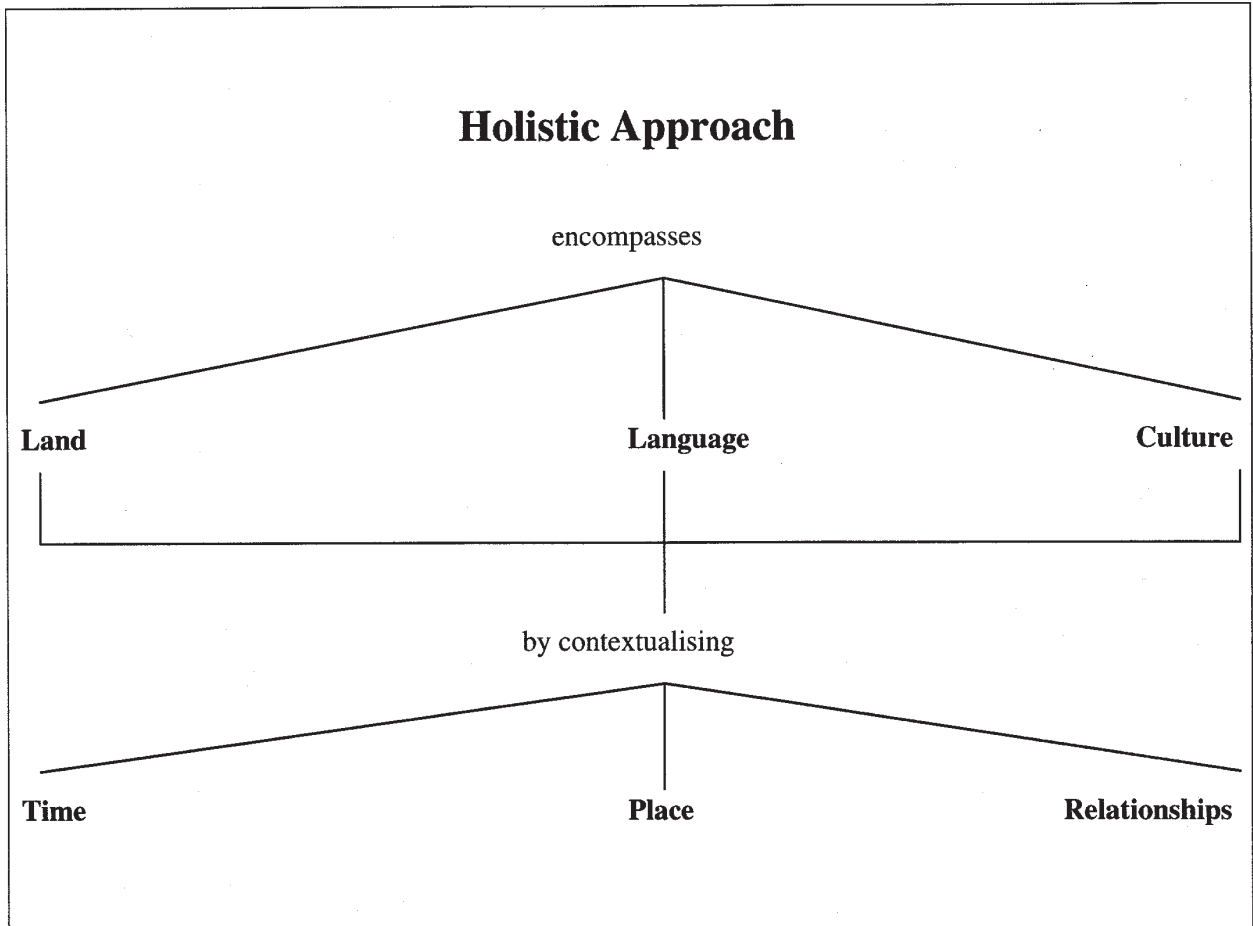 Holistic Approach
encompasses
Land Language Culture
by contextualising
Time Place Relationships